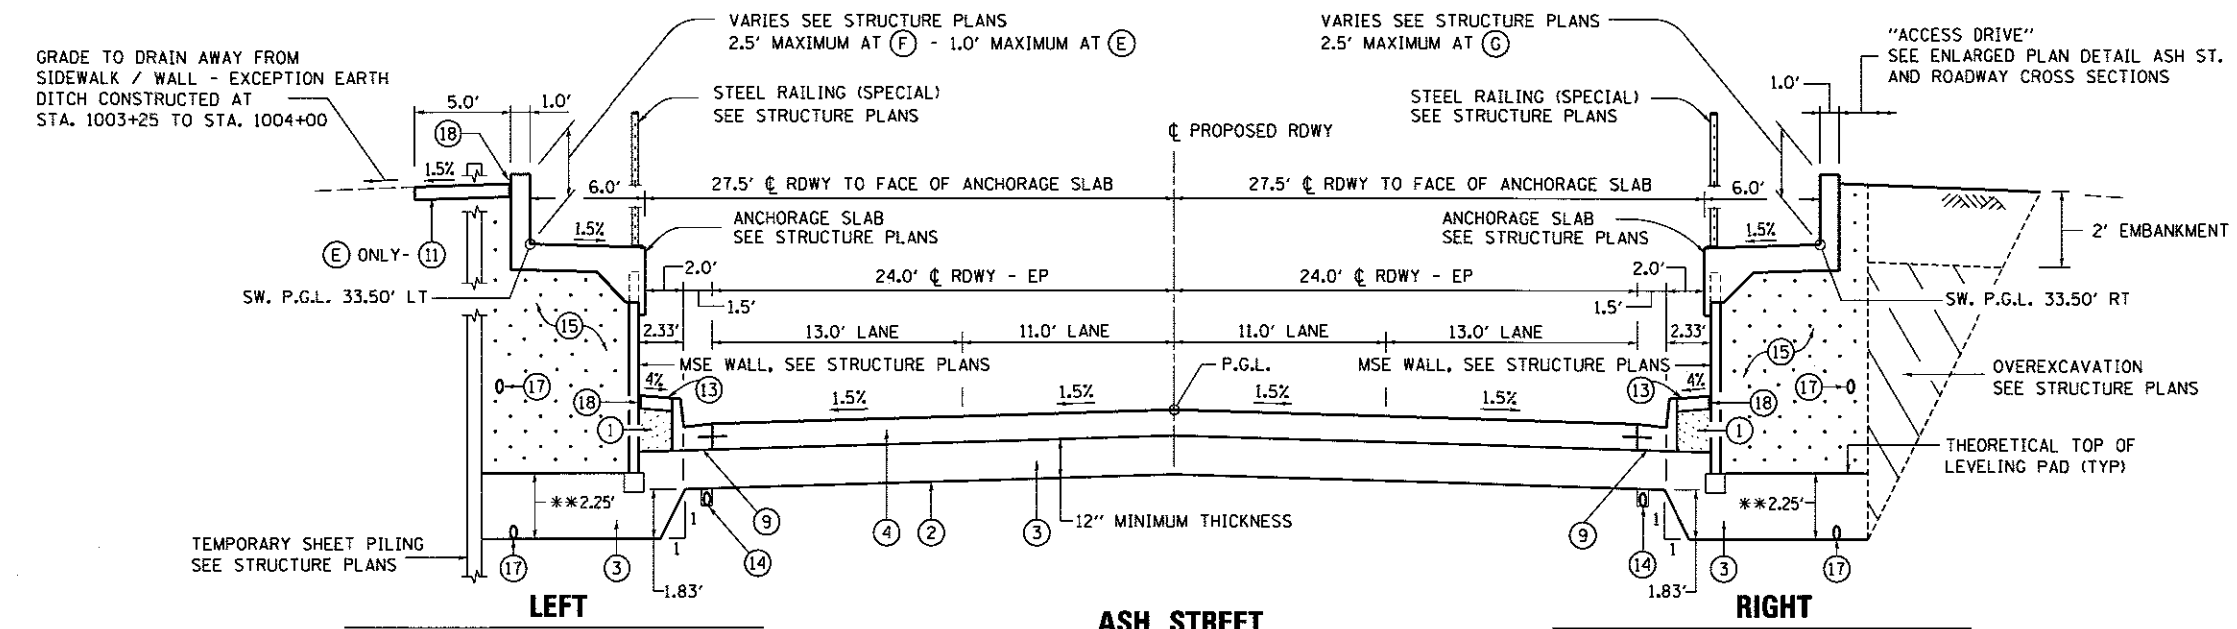 VARIES SEE STRUCTURE PLANS
2.5' MAXIMUM AT (F) - 1.0' MAXIMUM AT (E)
VARIES SEE STRUCTURE PLANS
2.5' MAXIMUM AT (G)
"ACCESS DRIVE"
SEE ENLARGED PLAN DETAIL ASH ST.
AND ROADWAY CROSS SECTIONS
GRADE TO DRAIN AWAY FROM
SIDEWALK / WALL - EXCEPTION EARTH
DITCH CONSTRUCTED AT
STA. 1003+25 TO STA. 1004+00
5.0'
1.0'
18
STEEL RAILING (SPECIAL)
SEE STRUCTURE PLANS
℄ PROPOSED RDWY
STEEL RAILING (SPECIAL)
SEE STRUCTURE PLANS
1.0'
1.5%
6.0'
27.5' ℄ RDWY TO FACE OF ANCHORAGE SLAB
27.5' ℄ RDWY TO FACE OF ANCHORAGE SLAB
6.0'
(E) ONLY- 11
1.5%
ANCHORAGE SLAB
SEE STRUCTURE PLANS
ANCHORAGE SLAB
SEE STRUCTURE PLANS
1.5%
2' EMBANKMENT
SW. P.G.L. 33.50' LT
2.0'
24.0' ℄ RDWY - EP
24.0' ℄ RDWY - EP
2.0'
SW. P.G.L. 33.50' RT
1.5'
1.5'
15
2.33'
13.0' LANE
11.0' LANE
11.0' LANE
13.0' LANE
2.33'
15
MSE WALL, SEE STRUCTURE PLANS
P.G.L.
MSE WALL, SEE STRUCTURE PLANS
OVEREXCAVATION
SEE STRUCTURE PLANS
17
4%
13
13
4%
17
18
1.5%
1.5%
1.5%
1.5%
18
1
1
THEORETICAL TOP OF
LEVELING PAD (TYP)
**2.25'
1
1
9
4
2
3
12" MINIMUM THICKNESS
9
1
1
**2.25'
TEMPORARY SHEET PILING
SEE STRUCTURE PLANS
17
3
14
14
3
17
1.83'
1.83'
LEFT
ASH STREET
RIGHT